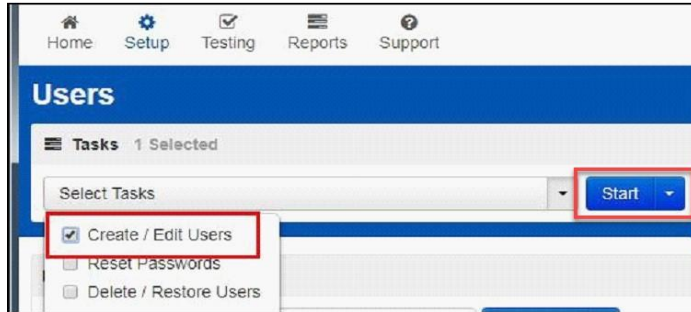 Home Setup Testing Reports Support
Users
Tasks 1 Selected
Select Tasks Start
Create / Edit Users
Reset Passwords
Delete / Restore Users